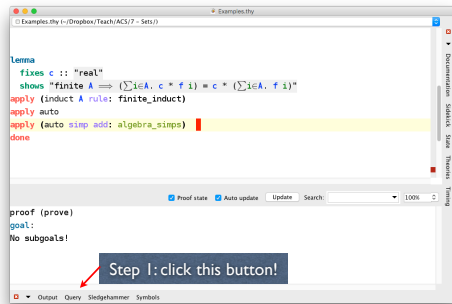 Examples.thy
Examples.thy (~/Dropbox/Teach/ACS/7 – Sets/)
lemma
fixes c :: "real"
shows "finite A ⟹ (∑i∈A. c * f i) = c * (∑i∈A. f i)"
apply (induct A rule: finite_induct)
apply auto
apply (auto simp add: algebra_simps)
done
Documentation
Sidekick
State
Theories
Timing
Proof state
Auto update
Update
Search:
100%
proof (prove)
goal:
No subgoals!
Step 1: click this button!
Output Query Sledgehammer Symbols